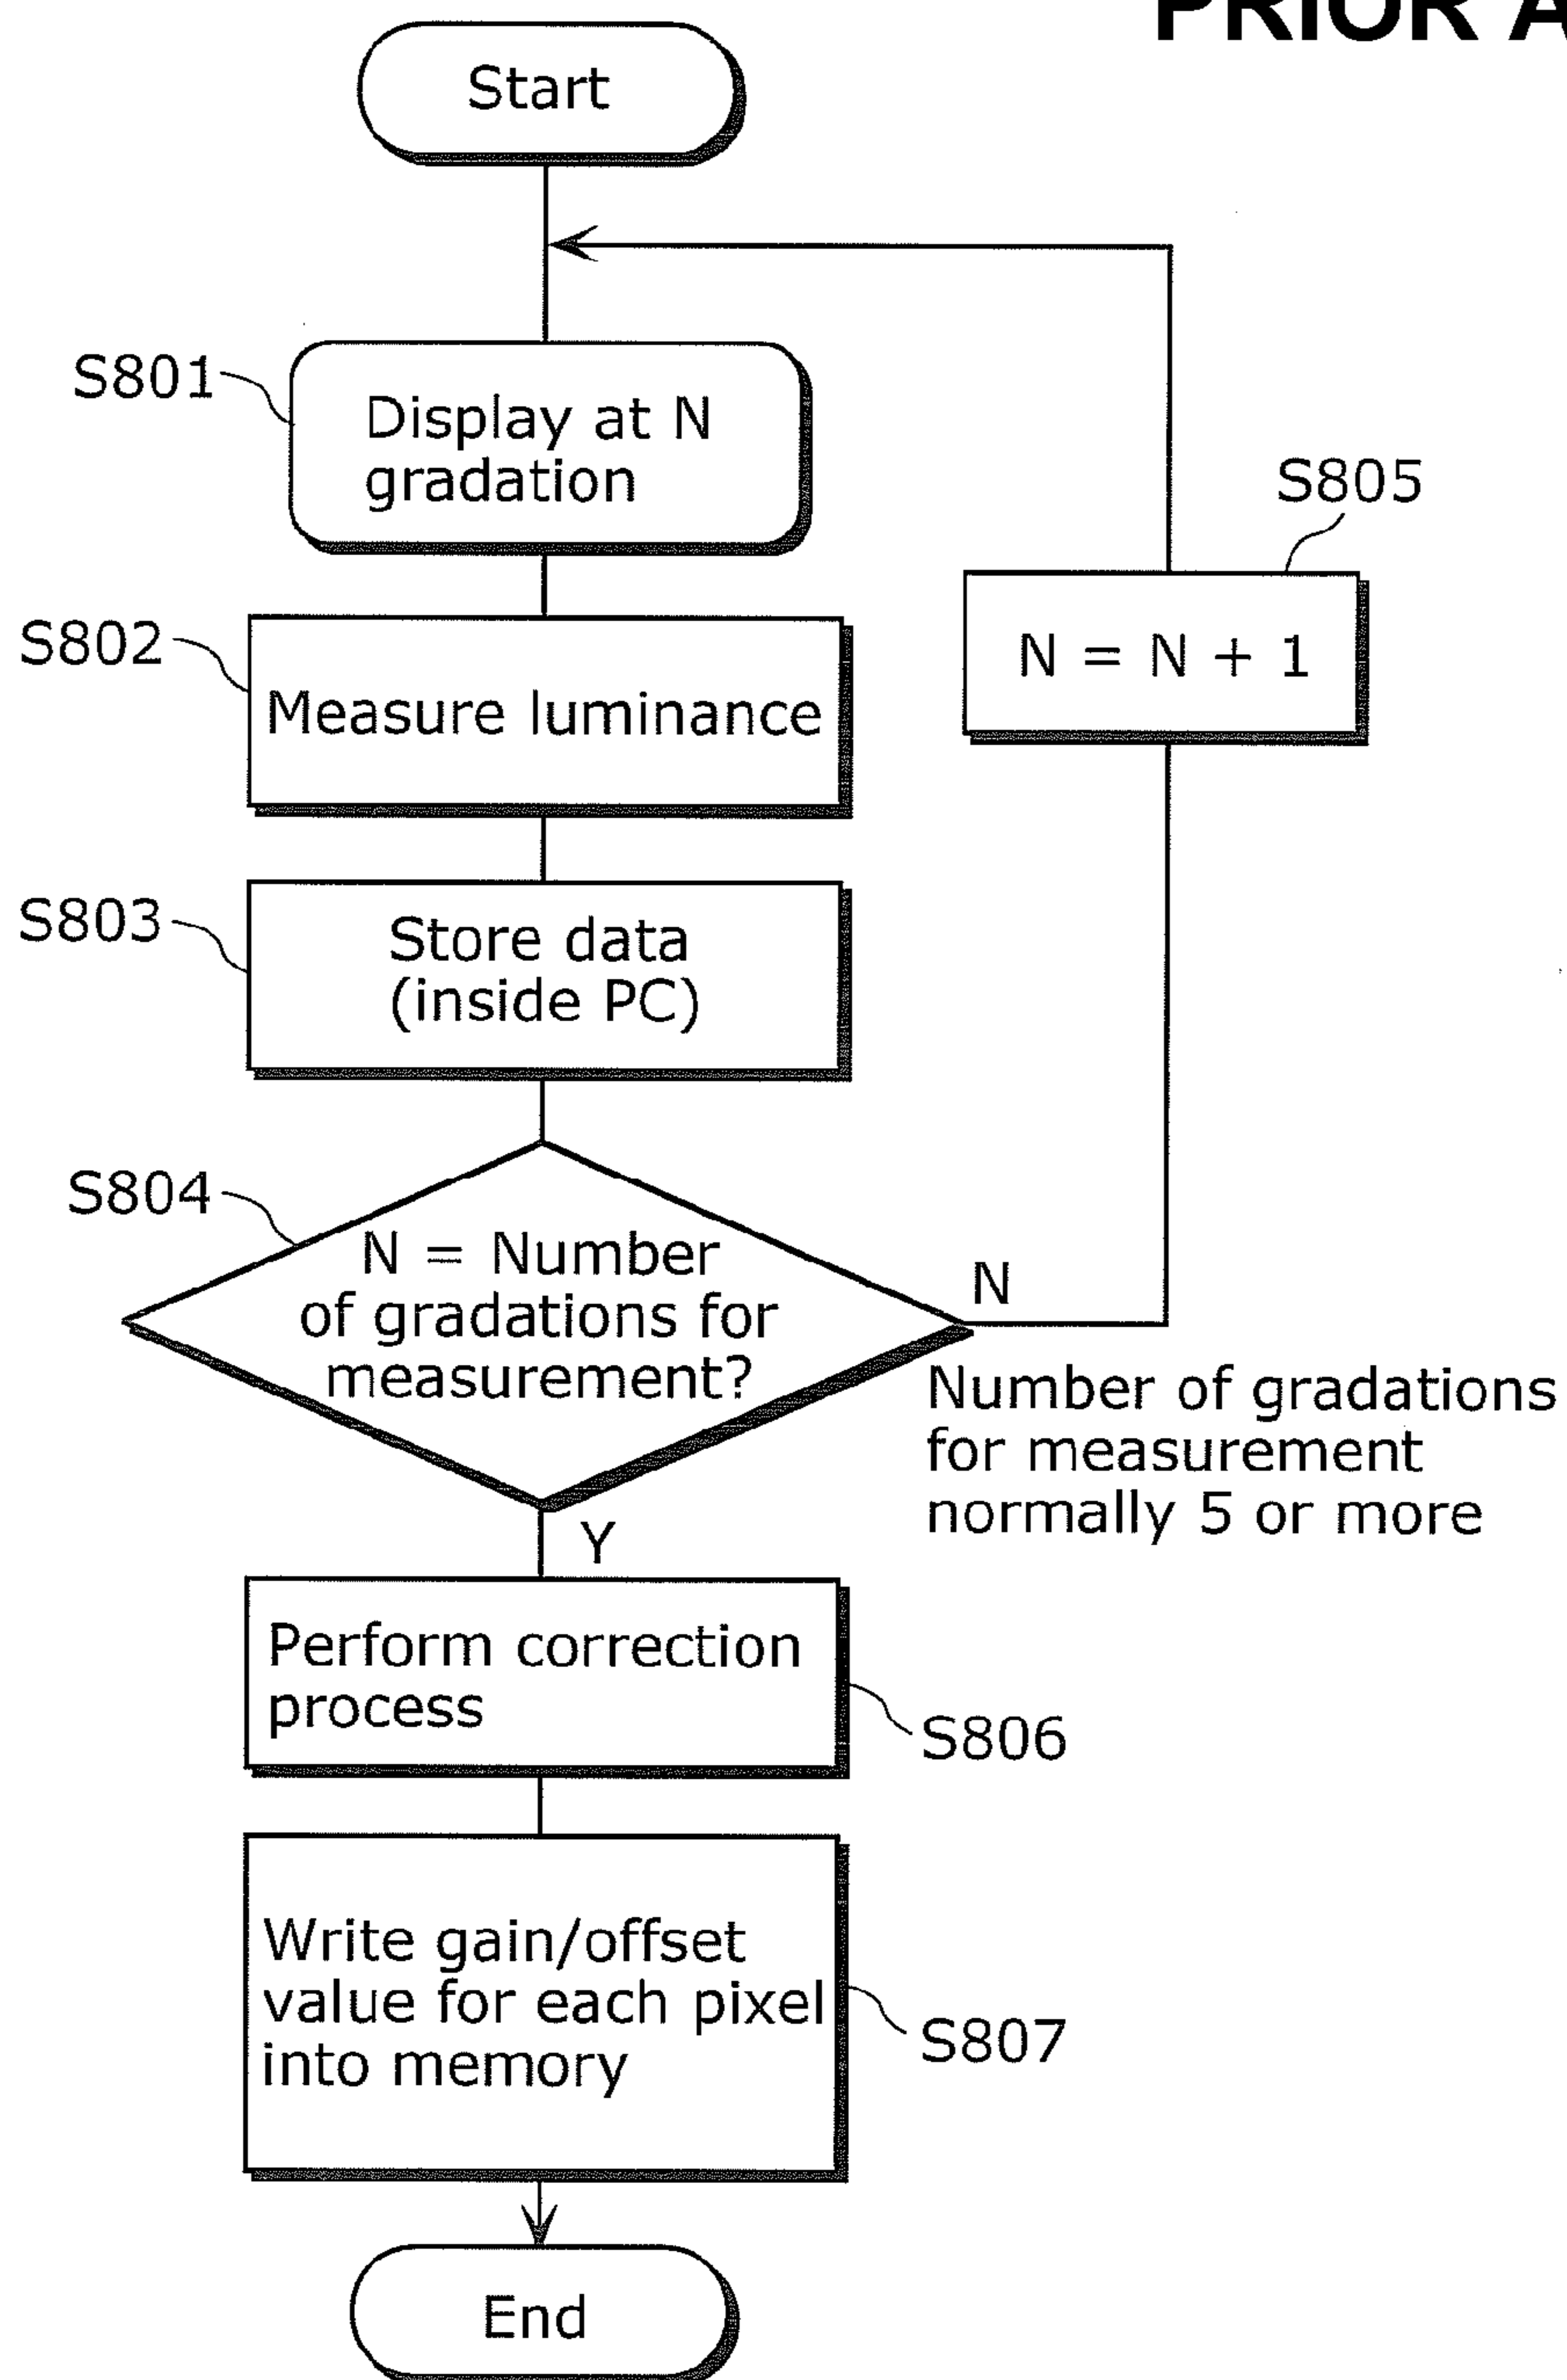 PRIOR A
Start
S801
Display at N
gradation
S805
N = N + 1
S802
Measure luminance
S803
Store data
(inside PC)
S804
N = Number
of gradations for
measurement?
N
Number of gradations
for measurement
normally 5 or more
Y
Perform correction
process
S806
Write gain/offset
value for each pixel
into memory
S807
End